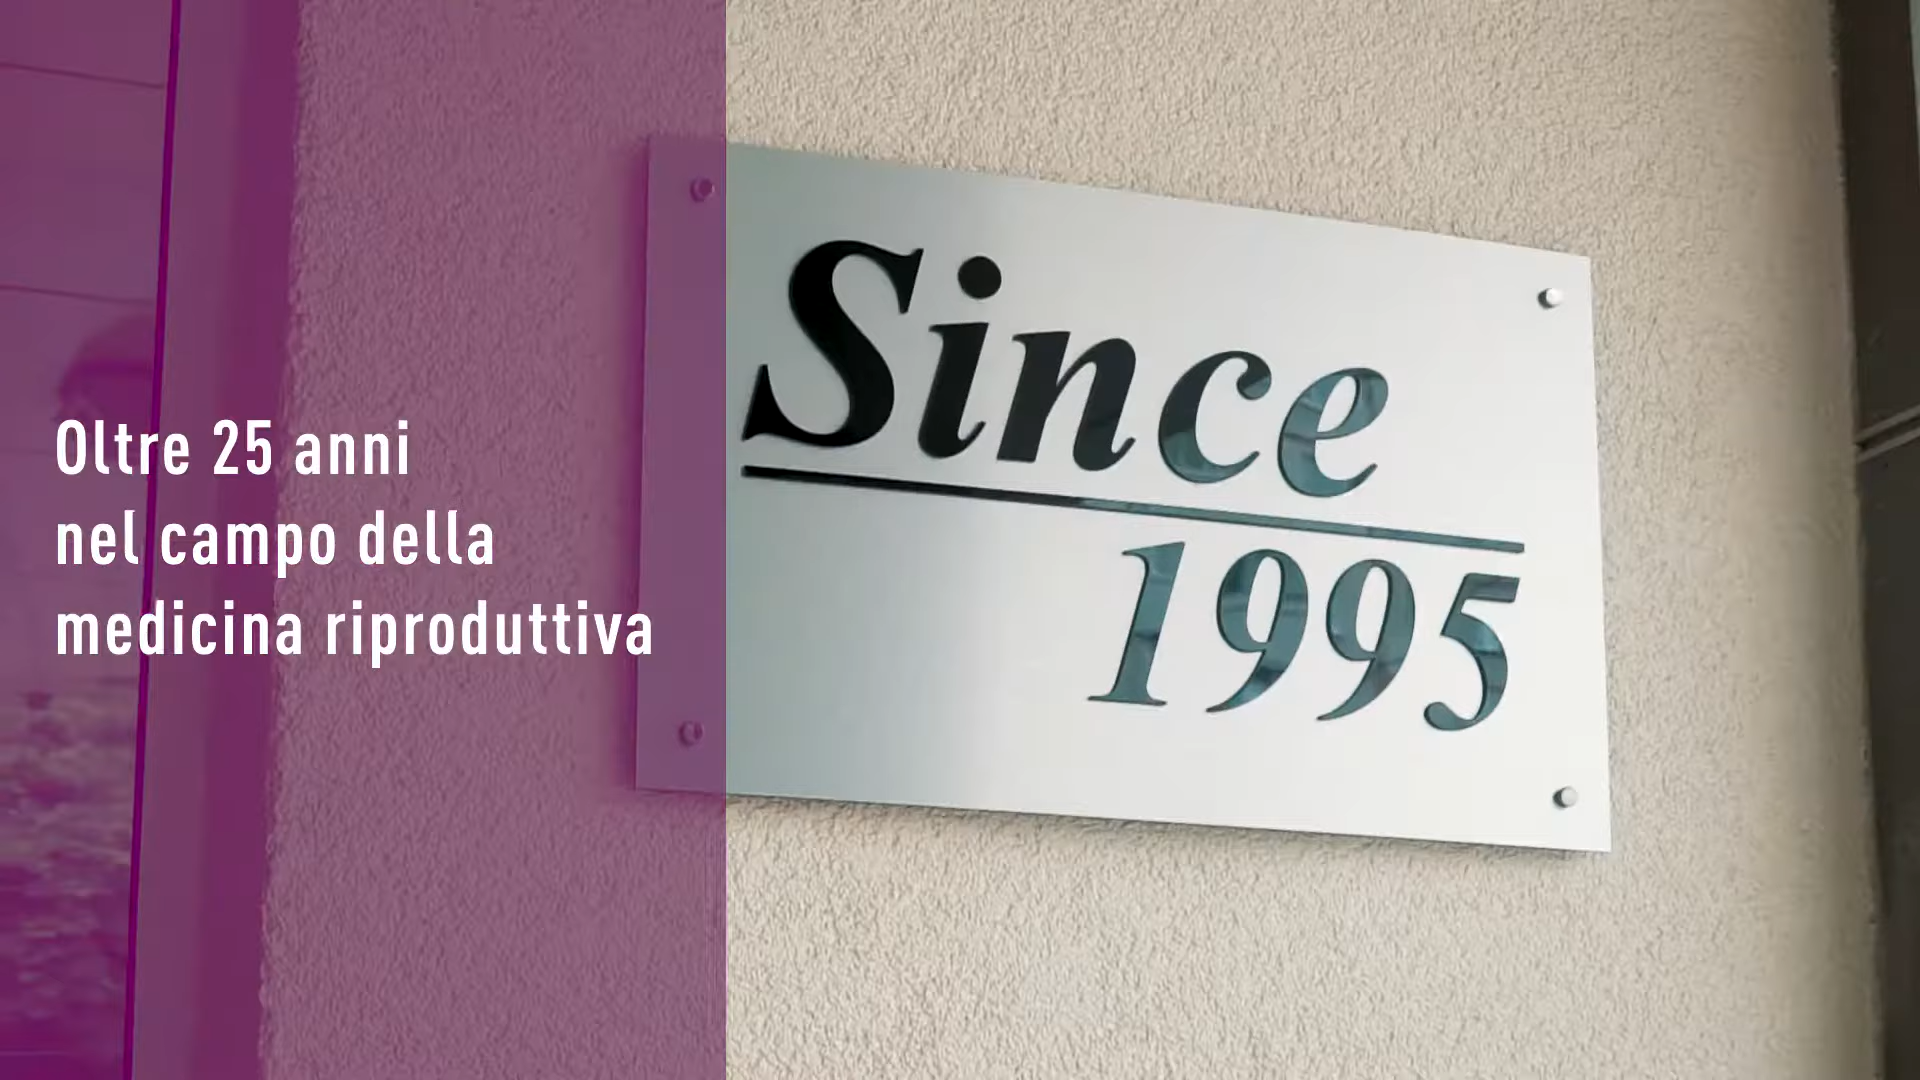 Oltre 25 anni
nel campo della
medicina riproduttiva
Since
1995